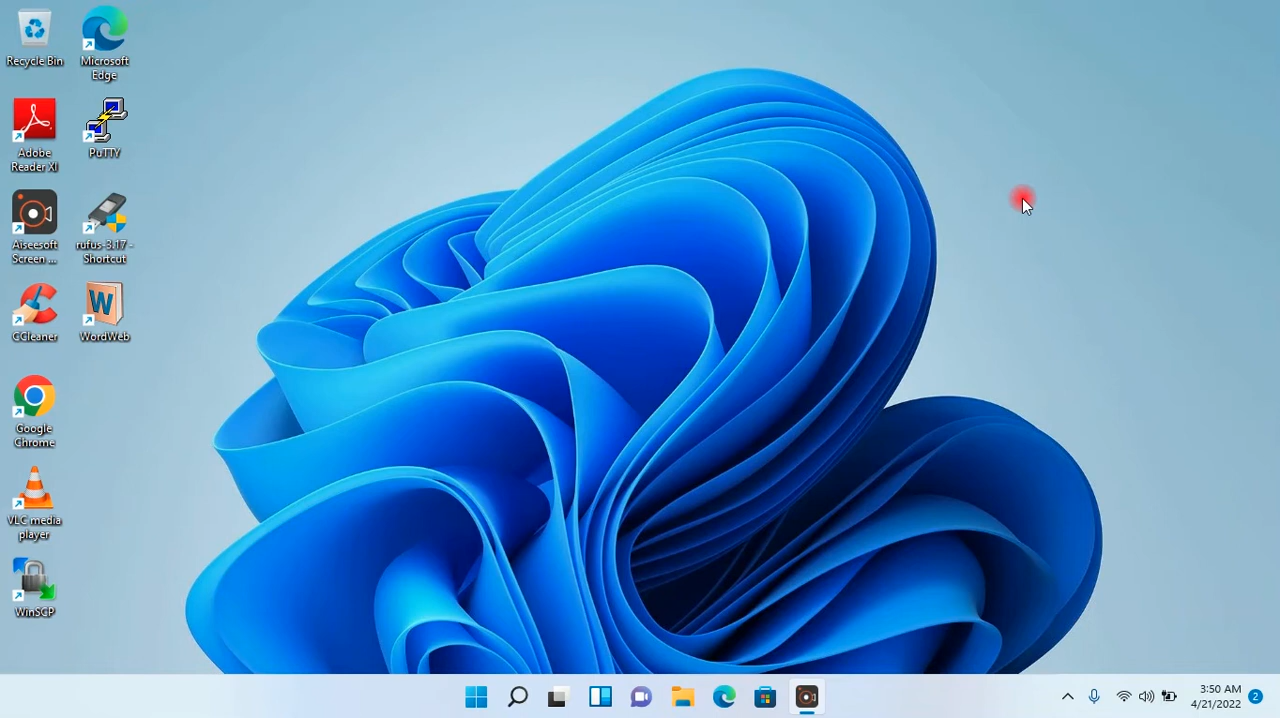 Recycle Bin
Microsoft
Edge
Adobe
Reader XI
PuTTY
Aiseesoft
Screen ...
rufus-3.17 -
Shortcut
CCleaner
W
WordWeb
Google
Chrome
VLC media
player
WinSCP
3:50 AM
4/21/2022
2